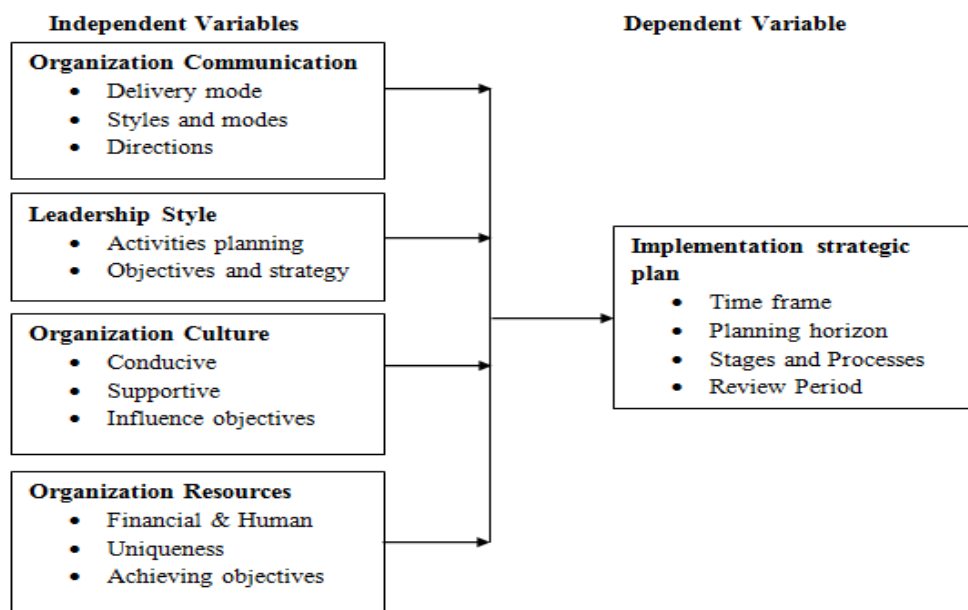 Independent Variables
Organization Communication
• Delivery mode
• Styles and modes
• Directions
Leadership Style
• Activities planning
• Objectives and strategy
Organization Culture
• Conducive
• Supportive
• Influence objectives
Organization Resources
• Financial & Human
• Uniqueness
• Achieving objectives
Dependent Variable
Implementation strategic
plan
• Time frame
• Planning horizon
• Stages and Processes
• Review Period